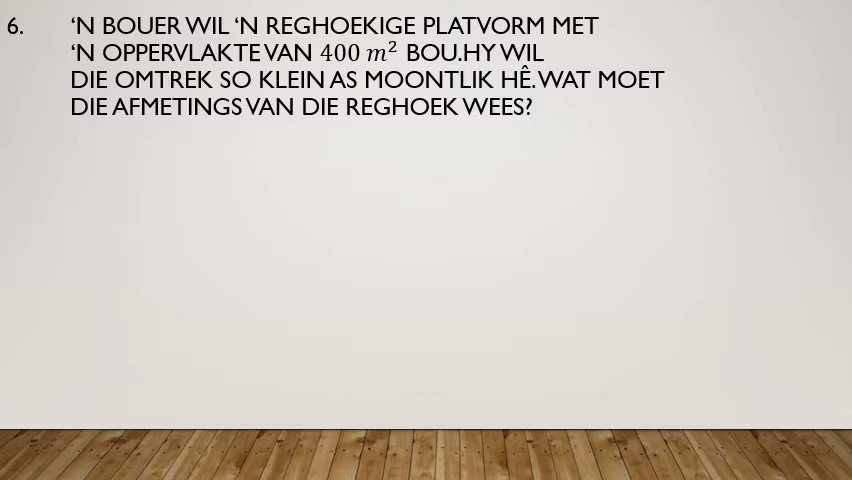 6. ‘N BOUER WIL ‘N REGHOEKIGE PLATVORM MET
‘N OPPERVLAKTE VAN 400 m² BOU.HY WIL
DIE OMTREK SO KLEIN AS MOONTLIK HÊ. WAT MOET
DIE AFMETINGS VAN DIE REGHOEK WEES?